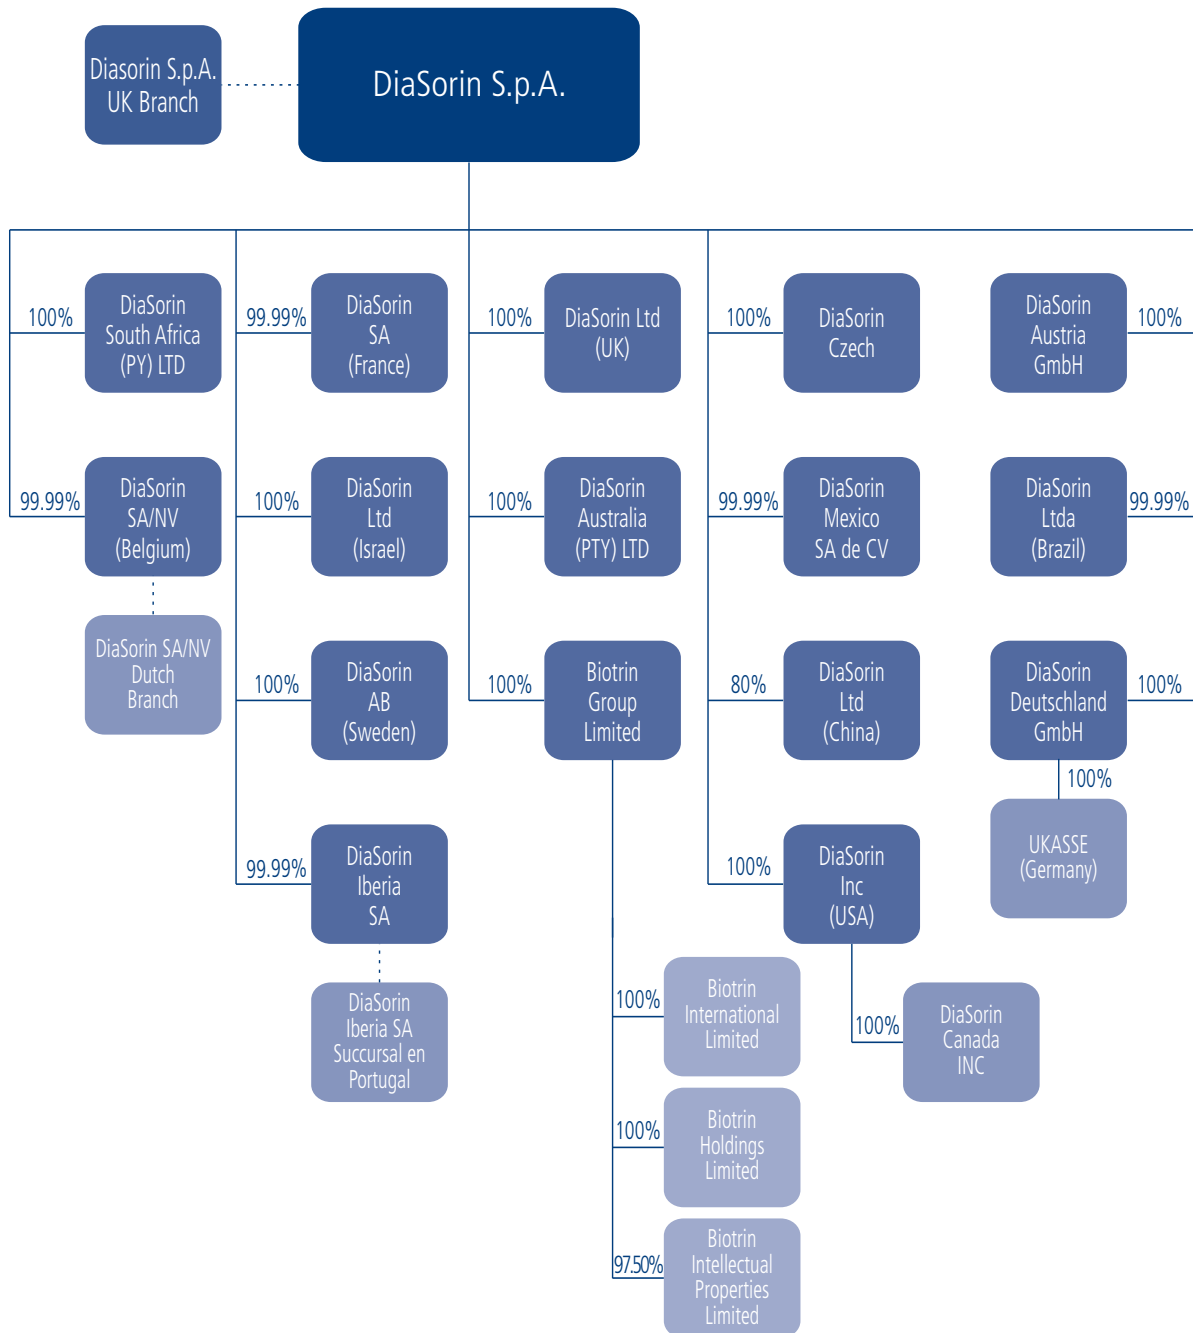 Diasorin S.p.A.
UK Branch
DiaSorin S.p.A.
100%
DiaSorin
South Africa
(PY) LTD
99.99%
DiaSorin
SA
(France)
100%
DiaSorin Ltd
(UK)
100%
DiaSorin
Czech
DiaSorin
Austria
GmbH
100%
99.99%
DiaSorin
SA/NV
(Belgium)
100%
DiaSorin
Ltd
(Israel)
100%
DiaSorin
Australia
(PTY) LTD
99.99%
DiaSorin
Mexico
SA de CV
DiaSorin
Ltda
(Brazil)
99.99%
DiaSorin SA/NV
Dutch
Branch
100%
DiaSorin
AB
(Sweden)
100%
Biotrin
Group
Limited
80%
DiaSorin
Ltd
(China)
DiaSorin
Deutschland
GmbH
100%
100%
UKASSE
(Germany)
99.99%
DiaSorin
Iberia
SA
100%
DiaSorin
Inc
(USA)
DiaSorin
Iberia SA
Succursal en
Portugal
100%
Biotrin
International
Limited
100%
DiaSorin
Canada
INC
100%
Biotrin
Holdings
Limited
97.50%
Biotrin
Intellectual
Properties
Limited